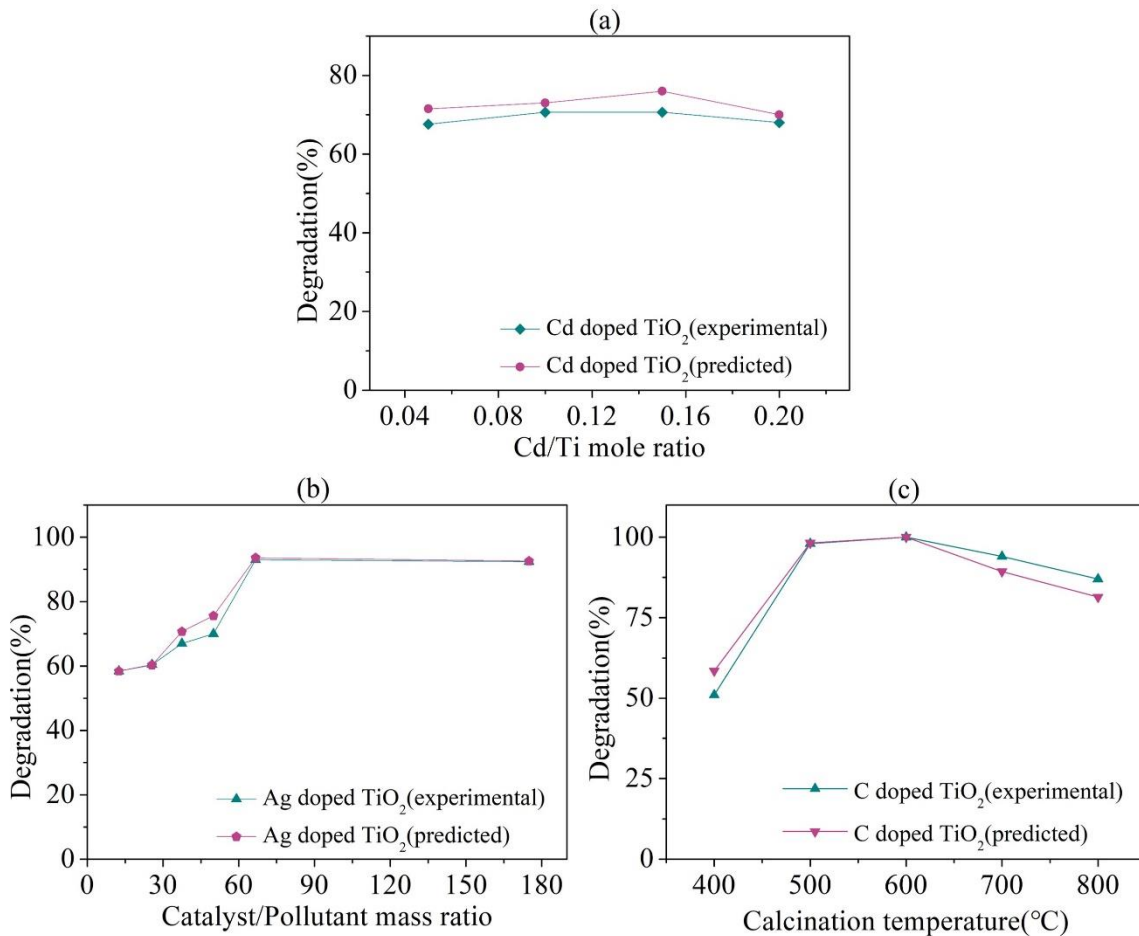 (a)
Degradation(%)
80
60
40
20
0
Cd doped TiO₂(experimental)
Cd doped TiO₂(predicted)
0.04 0.08 0.12 0.16 0.20
Cd/Ti mole ratio
(b)
Degradation(%)
100
80
60
40
20
0
Ag doped TiO₂(experimental)
Ag doped TiO₂(predicted)
0 30 60 90 120 150 180
Catalyst/Pollutant mass ratio
(c)
Degradation(%)
100
75
50
25
0
C doped TiO₂(experimental)
C doped TiO₂(predicted)
400 500 600 700 800
Calcination temperature(°C)